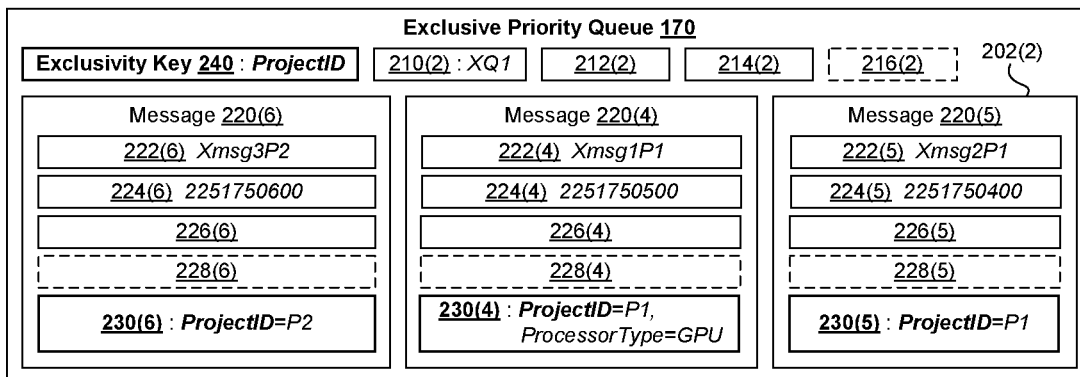 Exclusive Priority Queue 170
Exclusivity Key 240 : ProjectID
210(2) : XQ1
212(2)
214(2)
216(2)
202(2)
Message 220(6)
222(6) Xmsg3P2
224(6) 2251750600
226(6)
228(6)
230(6) : ProjectID=P2
Message 220(4)
222(4) Xmsg1P1
224(4) 2251750500
226(4)
228(4)
230(4) : ProjectID=P1,
ProcessorType=GPU
Message 220(5)
222(5) Xmsg2P1
224(5) 2251750400
226(5)
228(5)
230(5) : ProjectID=P1